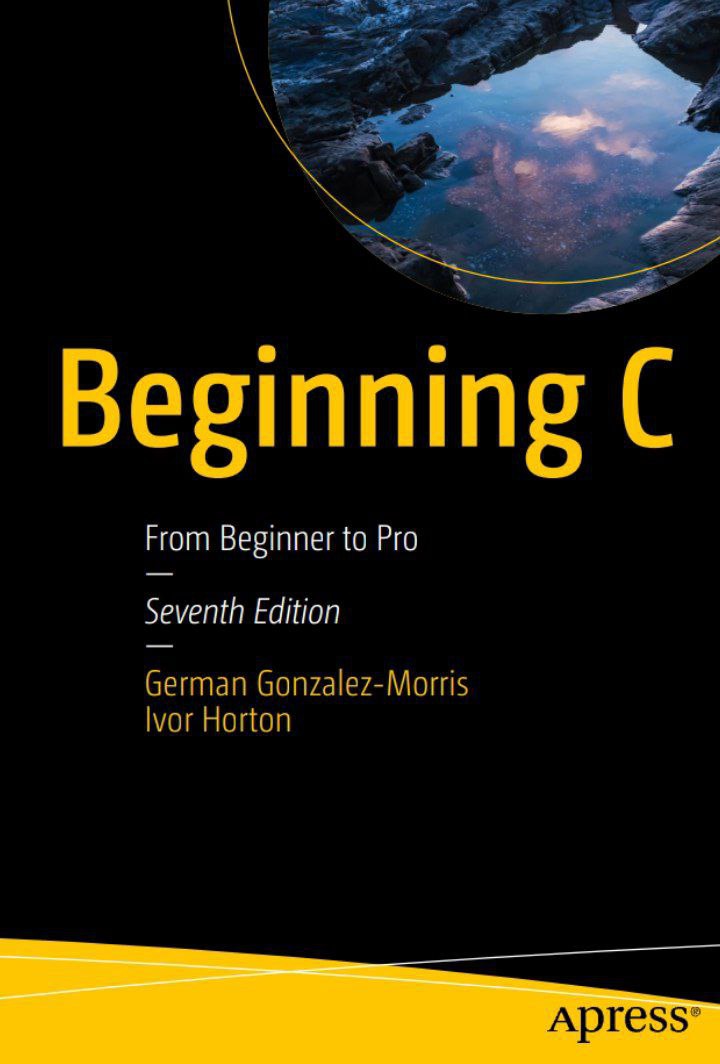 Beginning C
From Beginner to Pro
—
Seventh Edition
—
German Gonzalez-Morris
Ivor Horton
Apress®